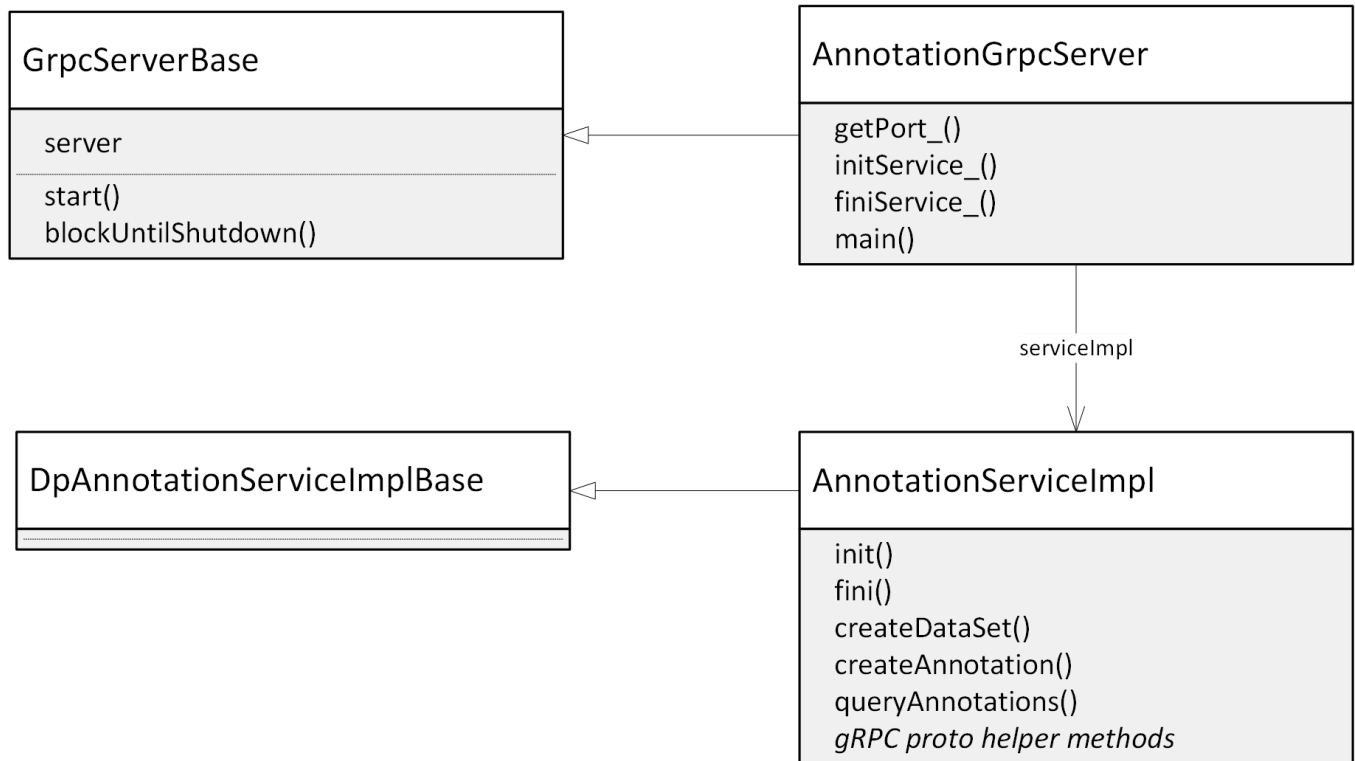 GrpcServerBase
server
start()
blockUntilShutdown()
AnnotationGrpcServer
getPort_()
initService_()
finiService_()
main()
serviceImpl
DpAnnotationServiceImplBase
AnnotationServiceImpl
init()
fini()
createDataSet()
createAnnotation()
queryAnnotations()
gRPC proto helper methods